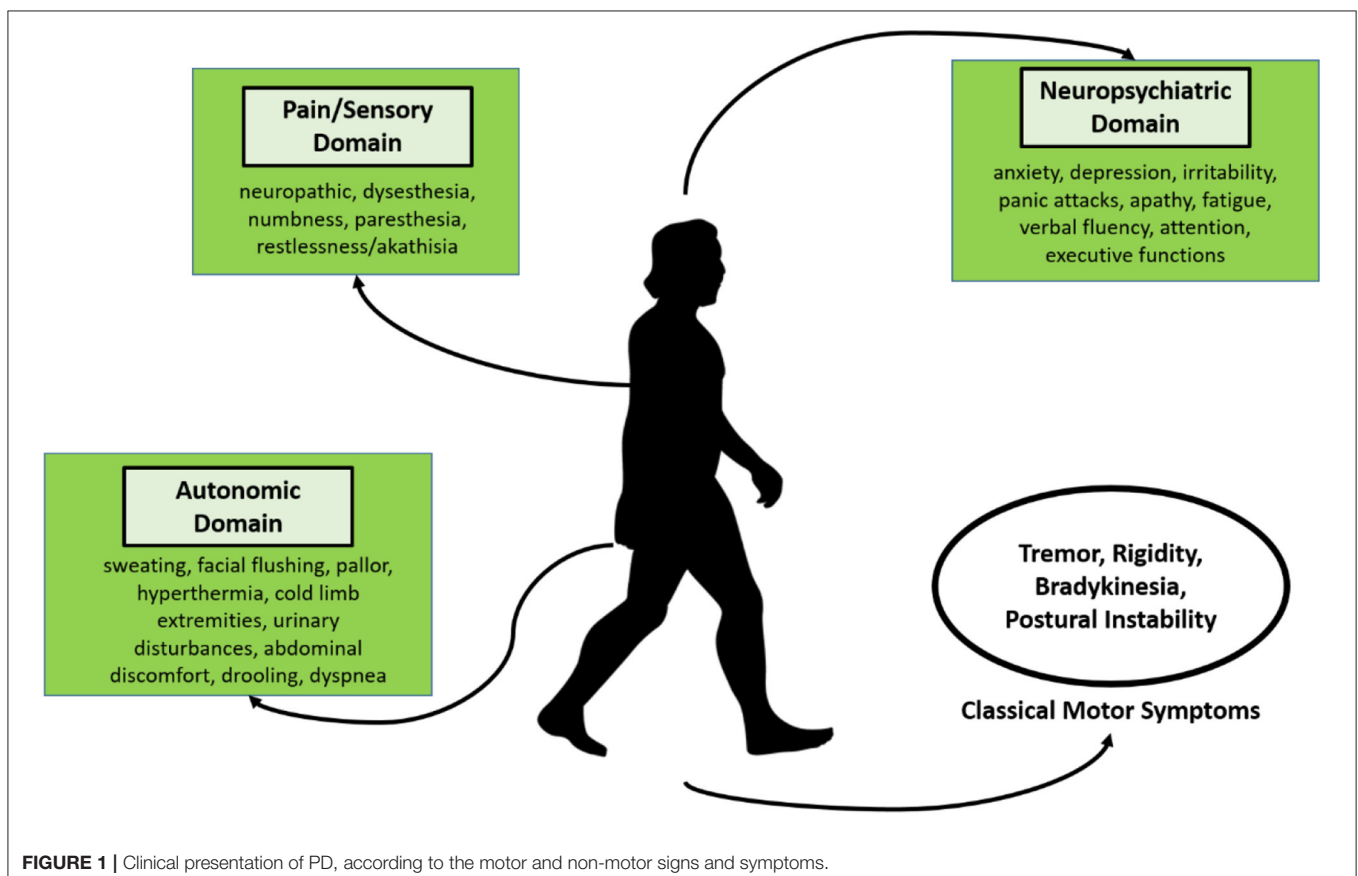 Pain/Sensory
Domain
neuropathic, dysesthesia,
numbness, paresthesia,
restlessness/akathisia
Neuropsychiatric
Domain
anxiety, depression, irritability,
panic attacks, apathy, fatigue,
verbal fluency, attention,
executive functions
Autonomic
Domain
sweating, facial flushing, pallor,
hyperthermia, cold limb
extremities, urinary
disturbances, abdominal
discomfort, drooling, dyspnea
Tremor, Rigidity,
Bradykinesia,
Postural Instability
Classical Motor Symptoms
FIGURE 1 | Clinical presentation of PD, according to the motor and non-motor signs and symptoms.